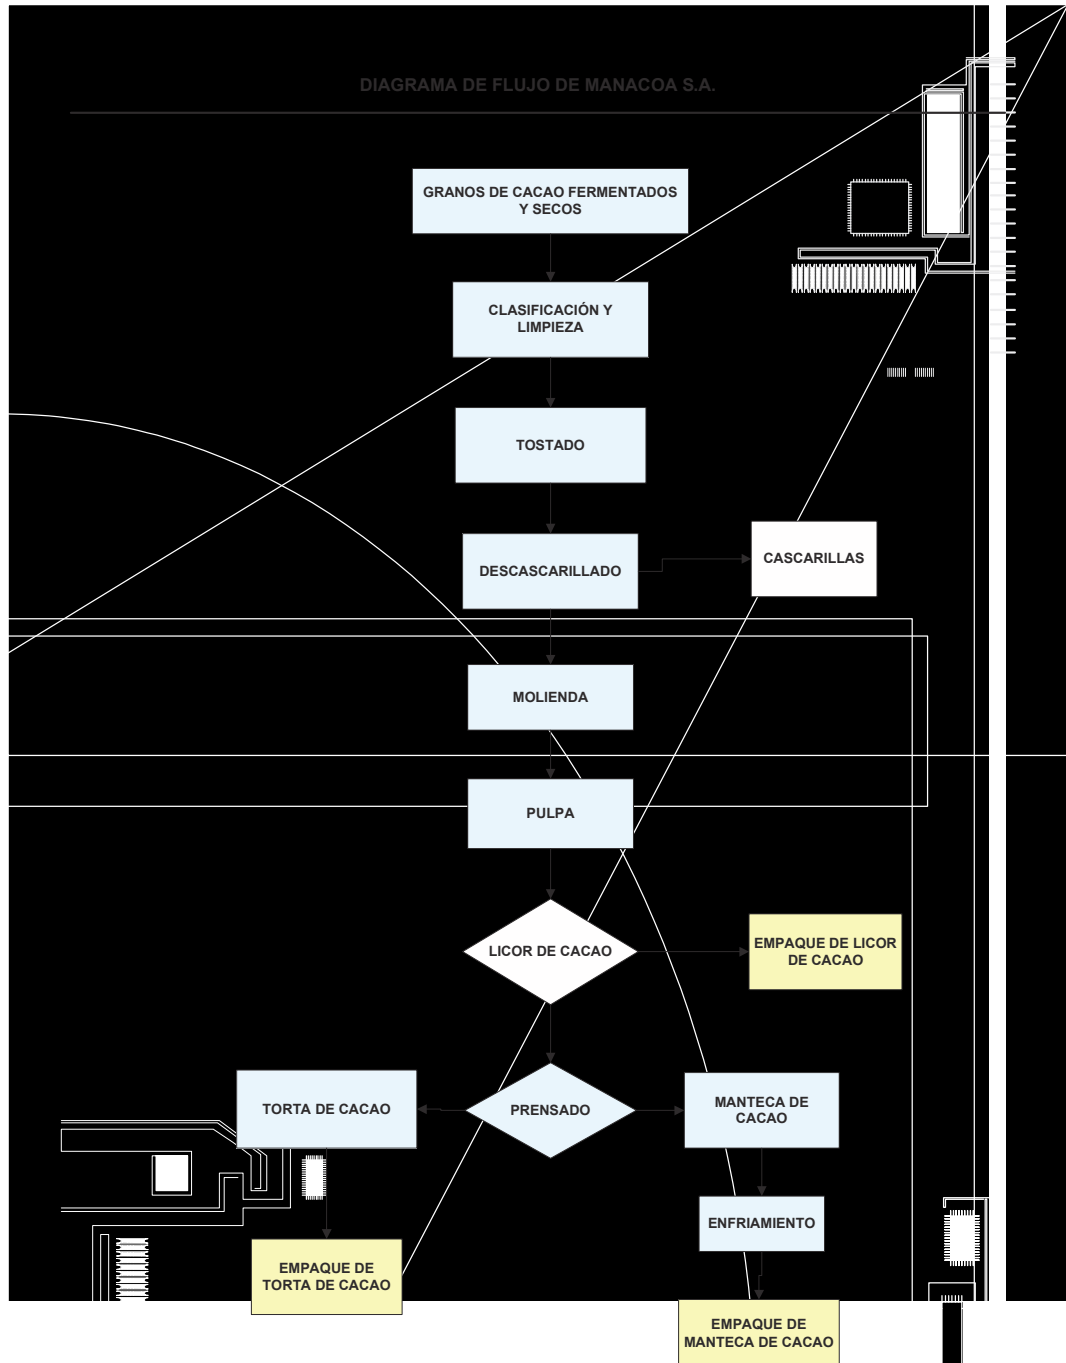 DIAGRAMA DE FLUJO DE MANACOA S.A.
GRANOS DE CACAO FERMENTADOS
Y SECOS
CLASIFICACIÓN Y
LIMPIEZA
TOSTADO
DESCASCARILLADO
CASCARILLAS
MOLIENDA
PULPA
LICOR DE CACAO
EMPAQUE DE LICOR
DE CACAO
TORTA DE CACAO
PRENSADO
MANTECA DE
CACAO
ENFRIAMIENTO
EMPAQUE DE
TORTA DE CACAO
EMPAQUE DE
MANTECA DE CACAO